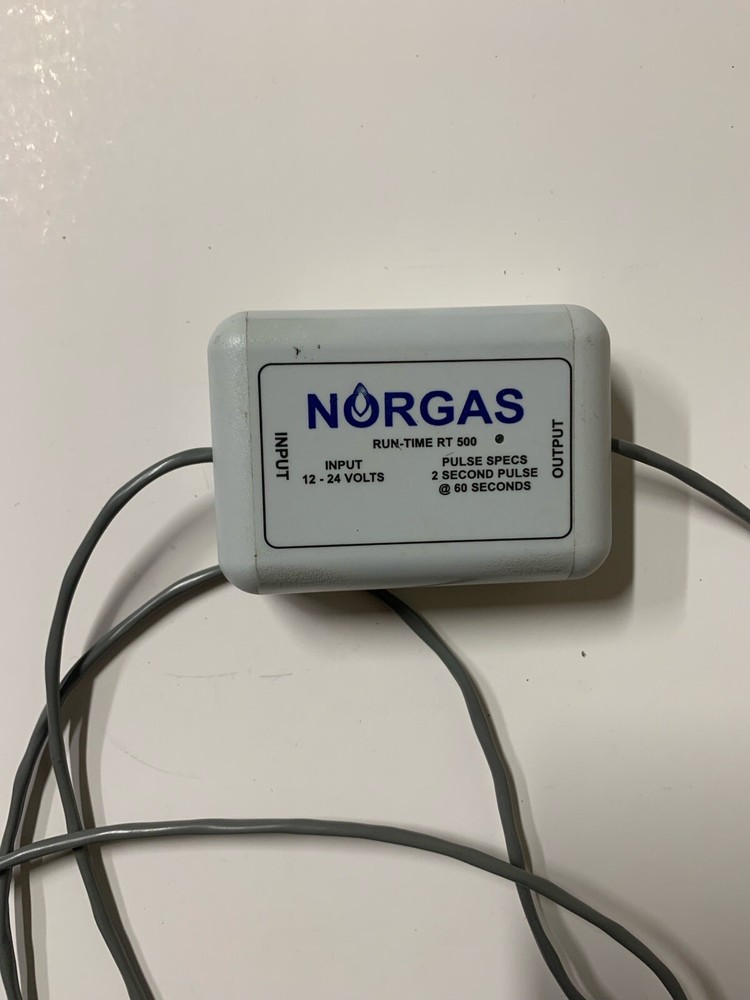 NORGAS
RUN-TIME RT 500
INPUT
INPUT
12 - 24 VOLTS
PULSE SPECS
2 SECOND PULSE
@ 60 SECONDS
OUTPUT